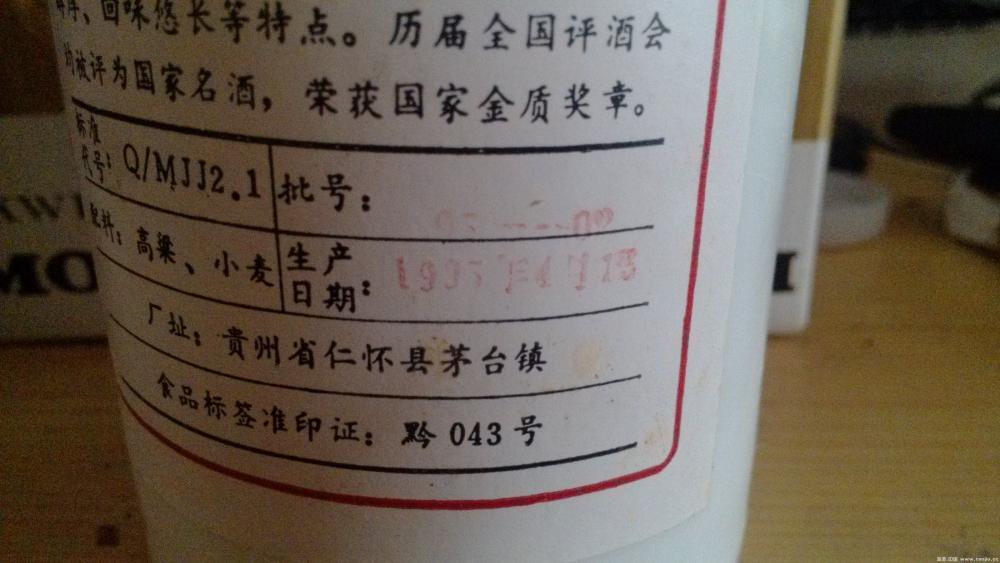 回味悠长等特点。历届全国评酒会
均被评为国家名酒，荣获国家金质奖章。
标准代号：Q/MJJ2.1
批号：
配料：高粱、小麦
生产日期：
厂址：贵州省仁怀县茅台镇
食品标签准印证：黔043号